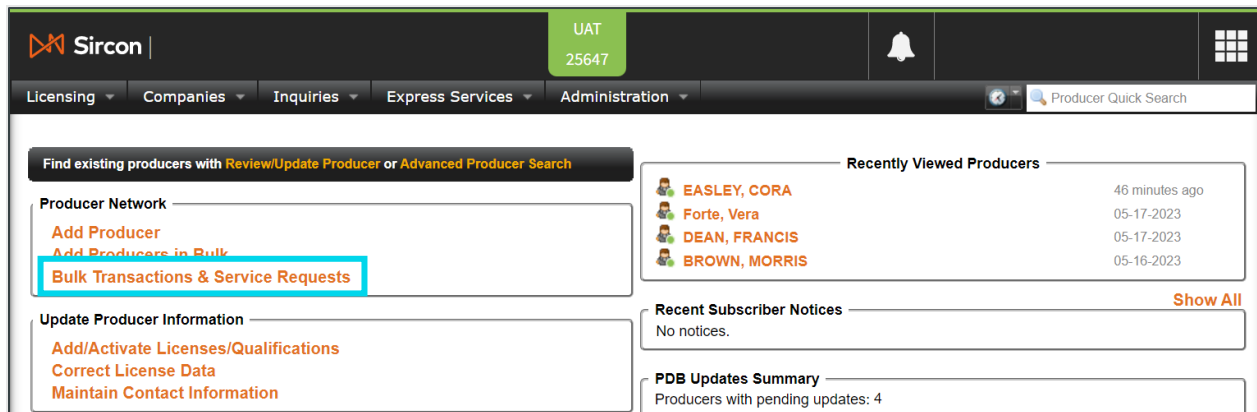 Sircon |
UAT
25647
Licensing Companies Inquiries Express Services Administration
Producer Quick Search
Find existing producers with Review/Update Producer or Advanced Producer Search
Producer Network
Add Producer
Add Producers in Bulk
Bulk Transactions & Service Requests
Update Producer Information
Add/Activate Licenses/Qualifications
Correct License Data
Maintain Contact Information
Recently Viewed Producers
EASLEY, CORA 46 minutes ago
Forte, Vera 05-17-2023
DEAN, FRANCIS 05-17-2023
BROWN, MORRIS 05-16-2023
Show All
Recent Subscriber Notices
No notices.
PDB Updates Summary
Producers with pending updates: 4